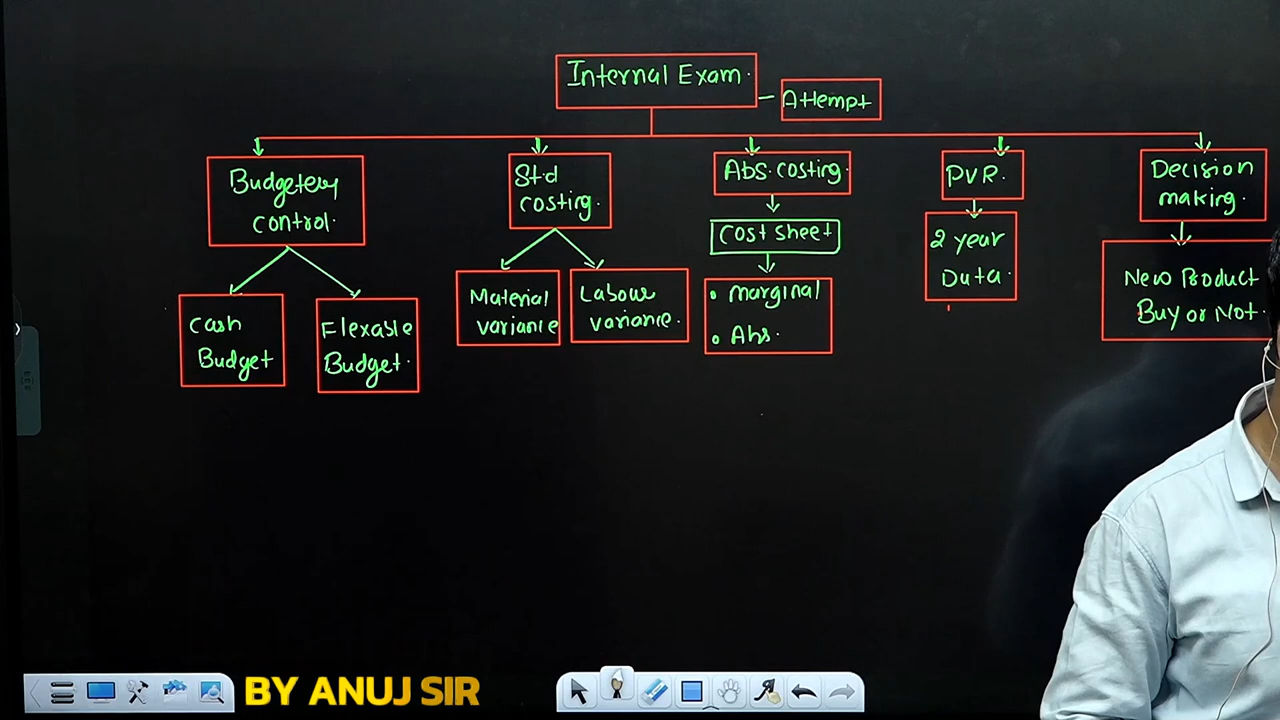 Internal Exam.
Attempt
Budgetery
control.
Cash
Budget
Flexable
Budget.
Std
costing.
Material
variance
Labour
variance.
Abs. costing.
Cost sheet
• marginal
• Abs.
PVR.
2 year
Data.
Decision
making.
New Product
Buy or Not.
BY ANUJ SIR